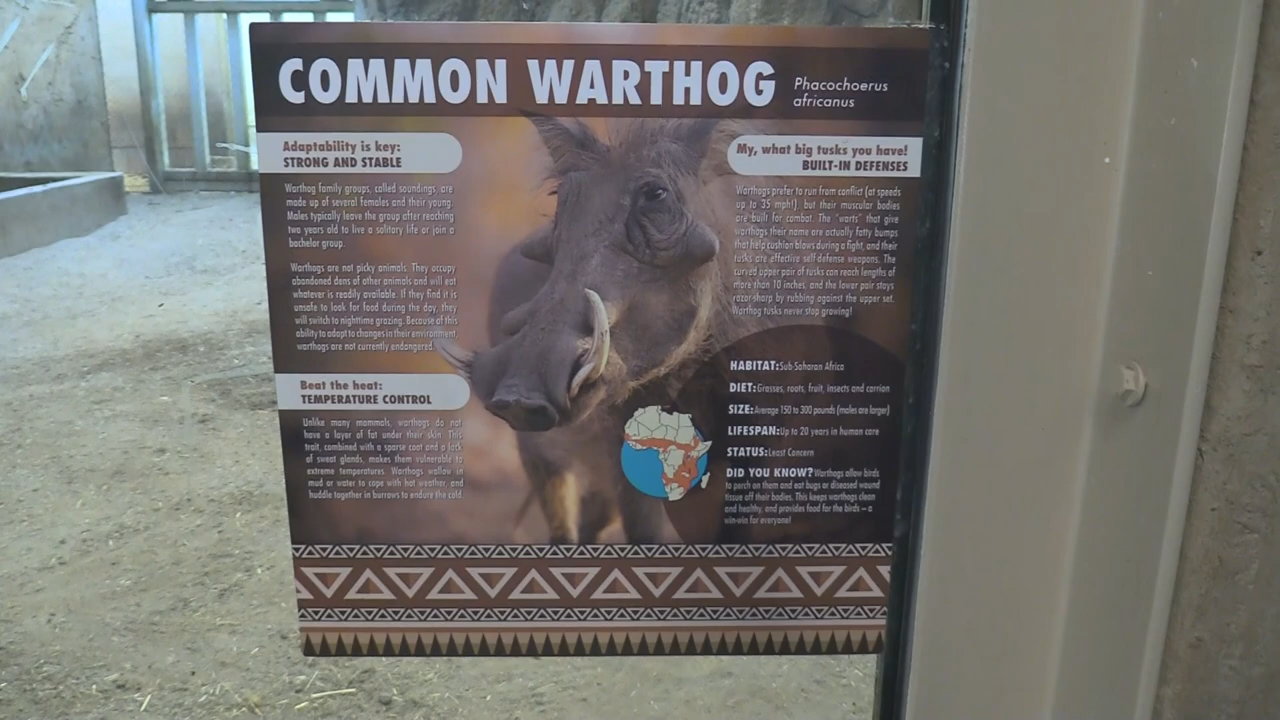 COMMON WARTHOG
Phacochoerus
africanus
Adaptability is key:
STRONG AND STABLE
Warthog family groups, called soundings, are
made up of several females and their young.
Males typically leave the group after reaching
two years old to live a solitary life or join a
bachelor group.
Warthogs are not picky animals. They occupy
abandoned dens of other animals and will eat
whatever is readily available. If they find it is
unsafe to look for food during the day, they
will switch to nighttime grazing. Because of this
ability to adapt to changes in their environment,
warthogs are not currently endangered.
Beat the heat:
TEMPERATURE CONTROL
Unlike many mammals, warthogs do not
have a layer of fat under their skin. This
trait, combined with a sparse coat and a lack
of sweat glands, makes them vulnerable to
extreme temperatures. Warthogs wallow in
mud or water to cope with hot weather, and
huddle together in burrows to endure the cold.
My, what big tusks you have!
BUILT-IN DEFENSES
Warthogs prefer to run from conflict (at speeds
up to 35 mph!), but their muscular bodies
are built for combat. The "warts" that give
warthogs their name are actually fatty bumps
that help cushion blows during a fight, and their
tusks are effective self defense weapons. The
curved upper pair of tusks can reach lengths of
more than 10 inches, and the lower pair stays
razor-sharp by rubbing against the upper set.
Warthog tusks never stop growing!
HABITAT: Sub-Saharan Africa
DIET: Grasses, roots, fruit, insects and carrion
SIZE: Average 150 to 300 pounds (males are larger)
LIFESPAN: Up to 20 years in human care
STATUS: Least Concern
DID YOU KNOW? Warthogs allow birds
to perch on them and eat bugs or diseased wound
tissue off their bodies. This keeps warthogs clean
and healthy, and provides food for the birds – a
win-win for everyone!